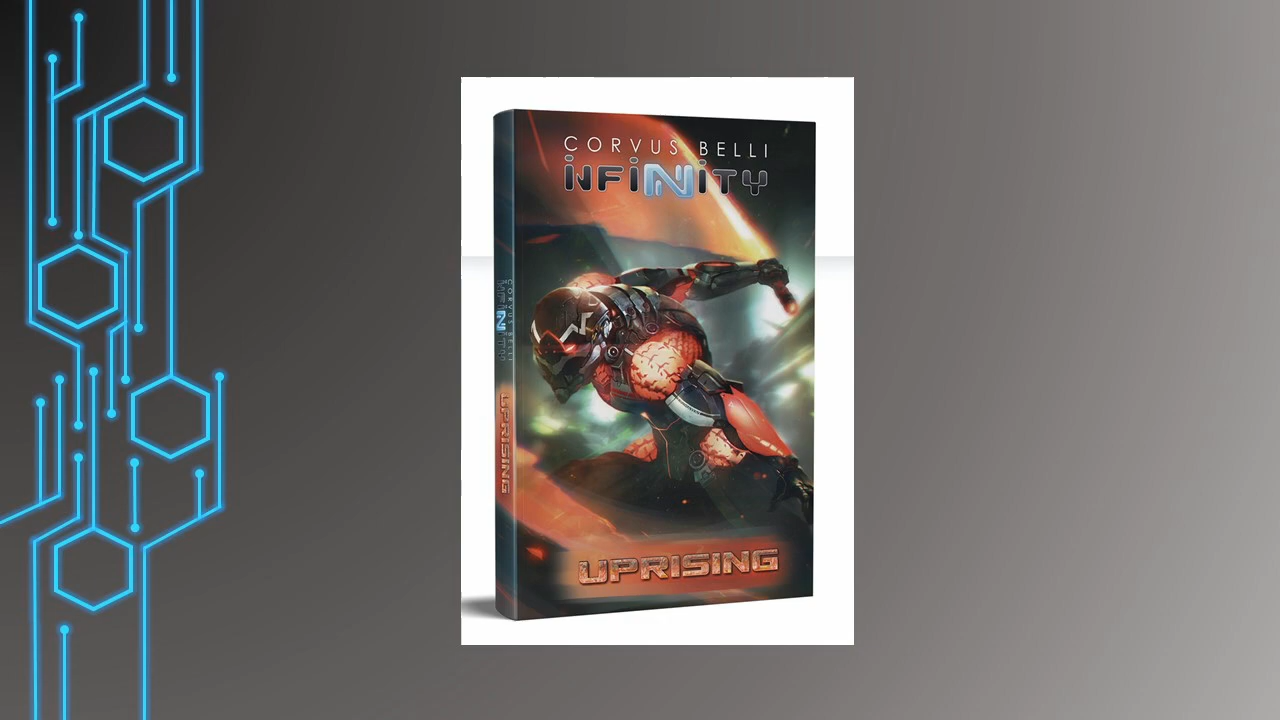 CORVUS BELLI
INFINITY
UPRISING
CORVUS BELLI
INFINITY
UPRISING